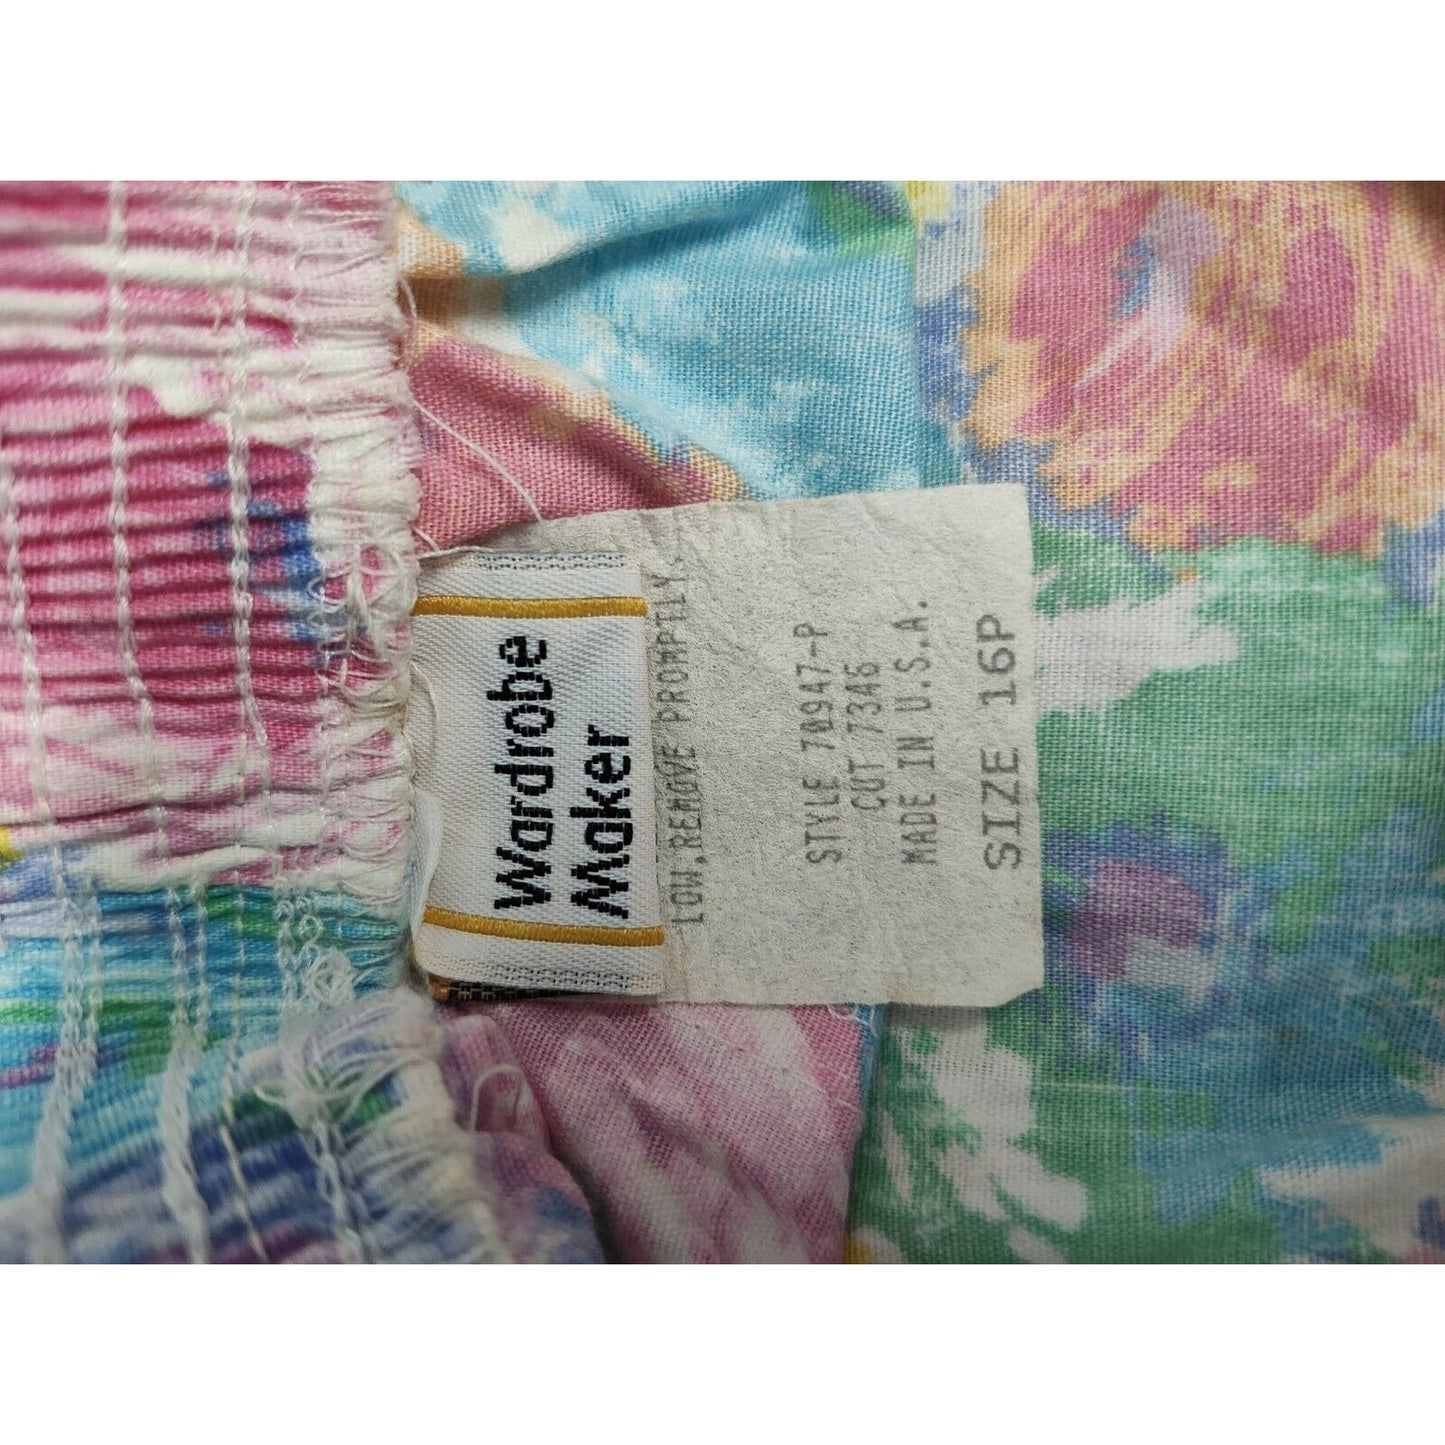 Wardrobe
Maker
LOW,REMOVE PROMPTLY.
STYLE 70947-P
CUT 7346
MADE IN U.S.A.
SIZE 16P